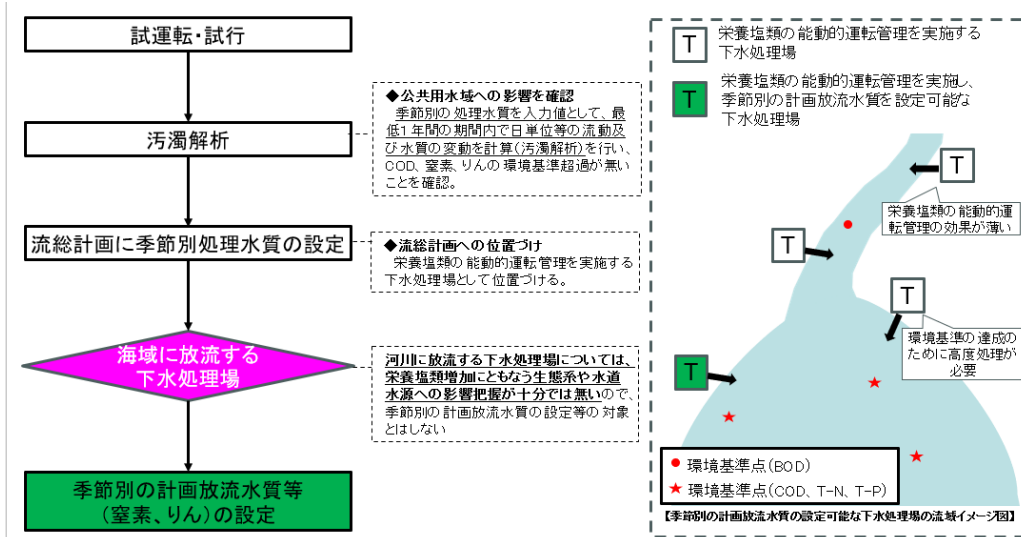 試運転・試行
汚濁解析
流総計画に季節別処理水質の設定
海域に放流する
下水処理場
季節別の計画放流水質等
(窒素、りん)の設定
◆公共用水域への影響を確認
季節別の処理水質を入力値として、最
低1年間の期間内で日単位等の流動及
び水質の変動を計算(汚濁解析)を行い、
COD、窒素、りんの環境基準超過が無い
ことを確認。
◆流総計画への位置づけ
栄養塩類の能動的運転管理を実施する
下水処理場として位置づける。
河川に放流する下水処理場については、
栄養塩類増加にともなう生態系や水道
水源への影響把握が十分では無いので、
季節別の計画放流水質の設定等の対象
とはしない
T
栄養塩類の能動的運転管理を実施する
下水処理場
T
栄養塩類の能動的運転管理を実施し、
季節別の計画放流水質を設定可能な
下水処理場
T
栄養塩類の能動的運
転管理の効果が薄い
T
T
環境基準の達成の
ために高度処理が
必要
T
環境基準点(BOD)
環境基準点(COD、T-N、T-P)
【季節別の計画放流水質の設定可能な下水処理場の流域イメージ図】